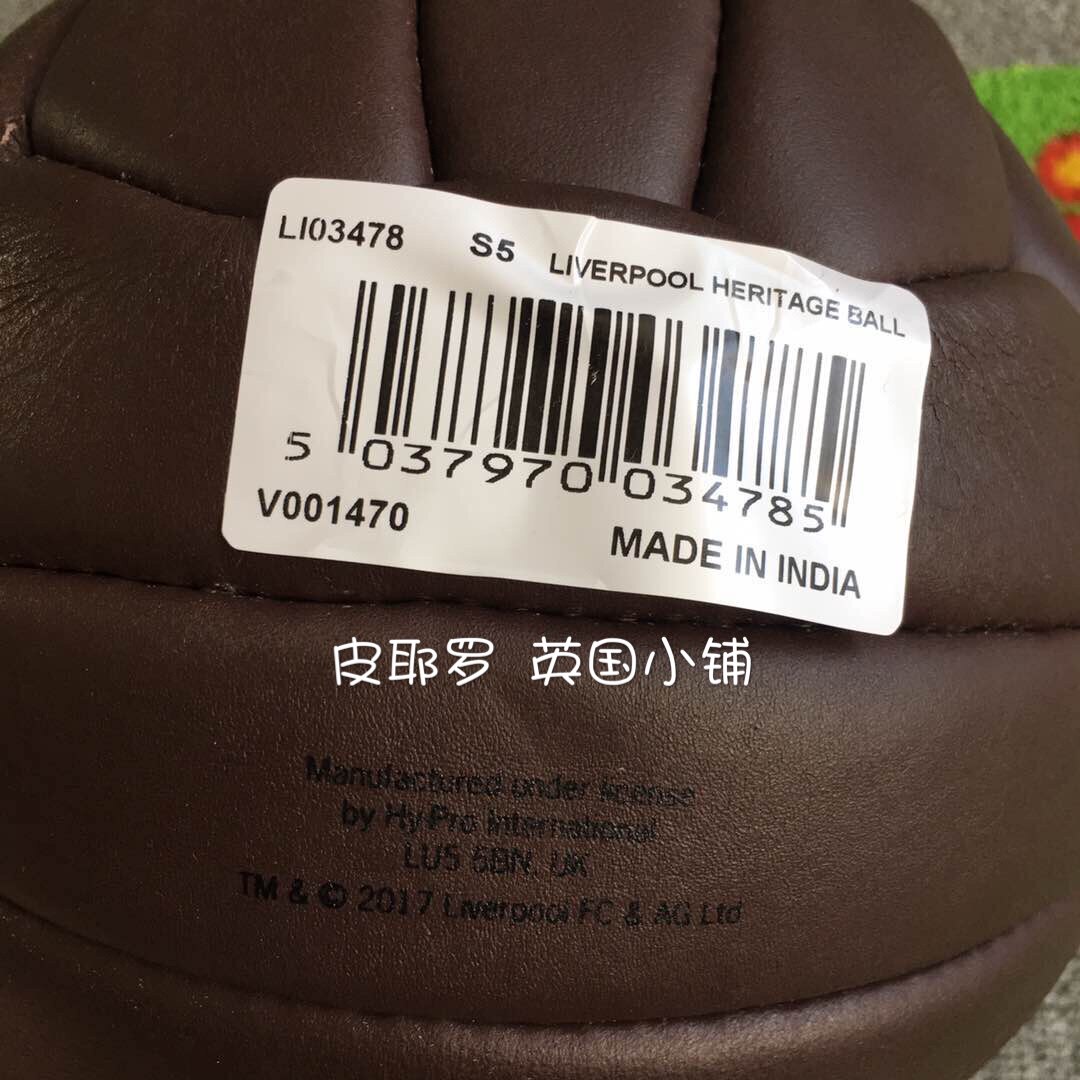 LI03478 S5 LIVERPOOL HERITAGE BALL
5 037970 034785
V001470 MADE IN INDIA
皮耶罗 英国小铺
Manufactured under license
by Hy-Pro International
LU5 5BN, UK
TM & © 2017 Liverpool FC & AG Ltd